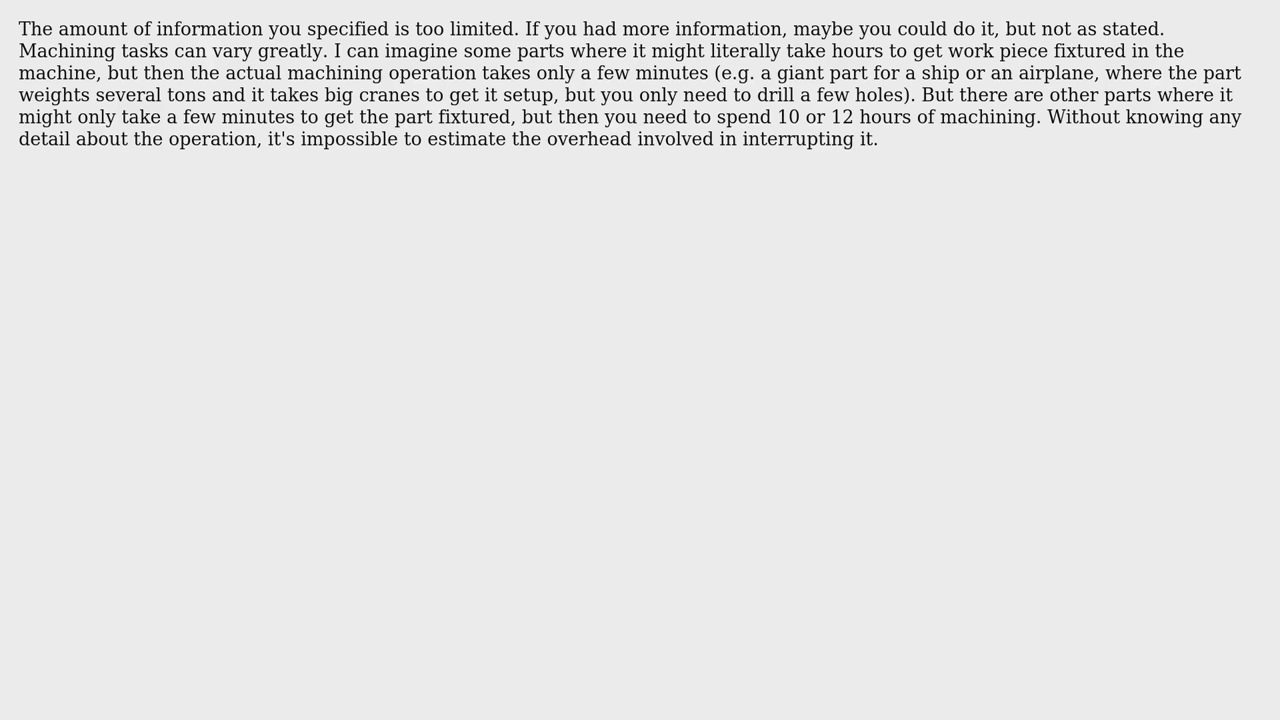 The amount of information you specified is too limited. If you had more information, maybe you could do it, but not as stated.
Machining tasks can vary greatly. I can imagine some parts where it might literally take hours to get work piece fixtured in the
machine, but then the actual machining operation takes only a few minutes (e.g. a giant part for a ship or an airplane, where the part
weights several tons and it takes big cranes to get it setup, but you only need to drill a few holes). But there are other parts where it
might only take a few minutes to get the part fixtured, but then you need to spend 10 or 12 hours of machining. Without knowing any
detail about the operation, it's impossible to estimate the overhead involved in interrupting it.